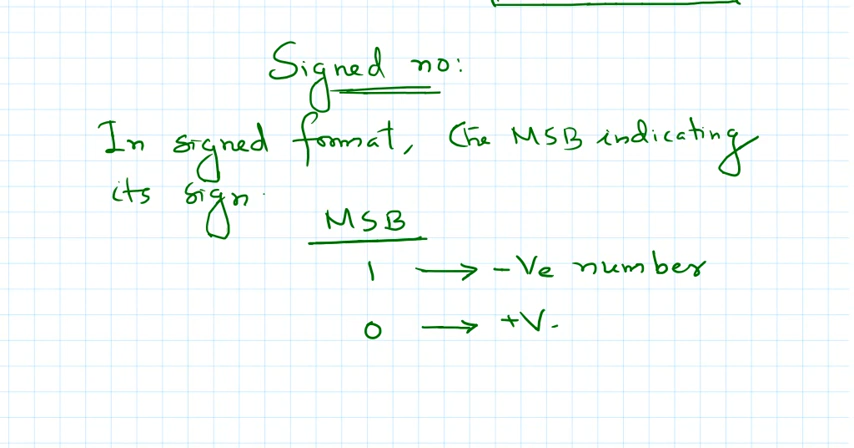 Signed no:
In signed format, the MSB indicating
its sign.
MSB
1 → -Ve number
0 → +V.